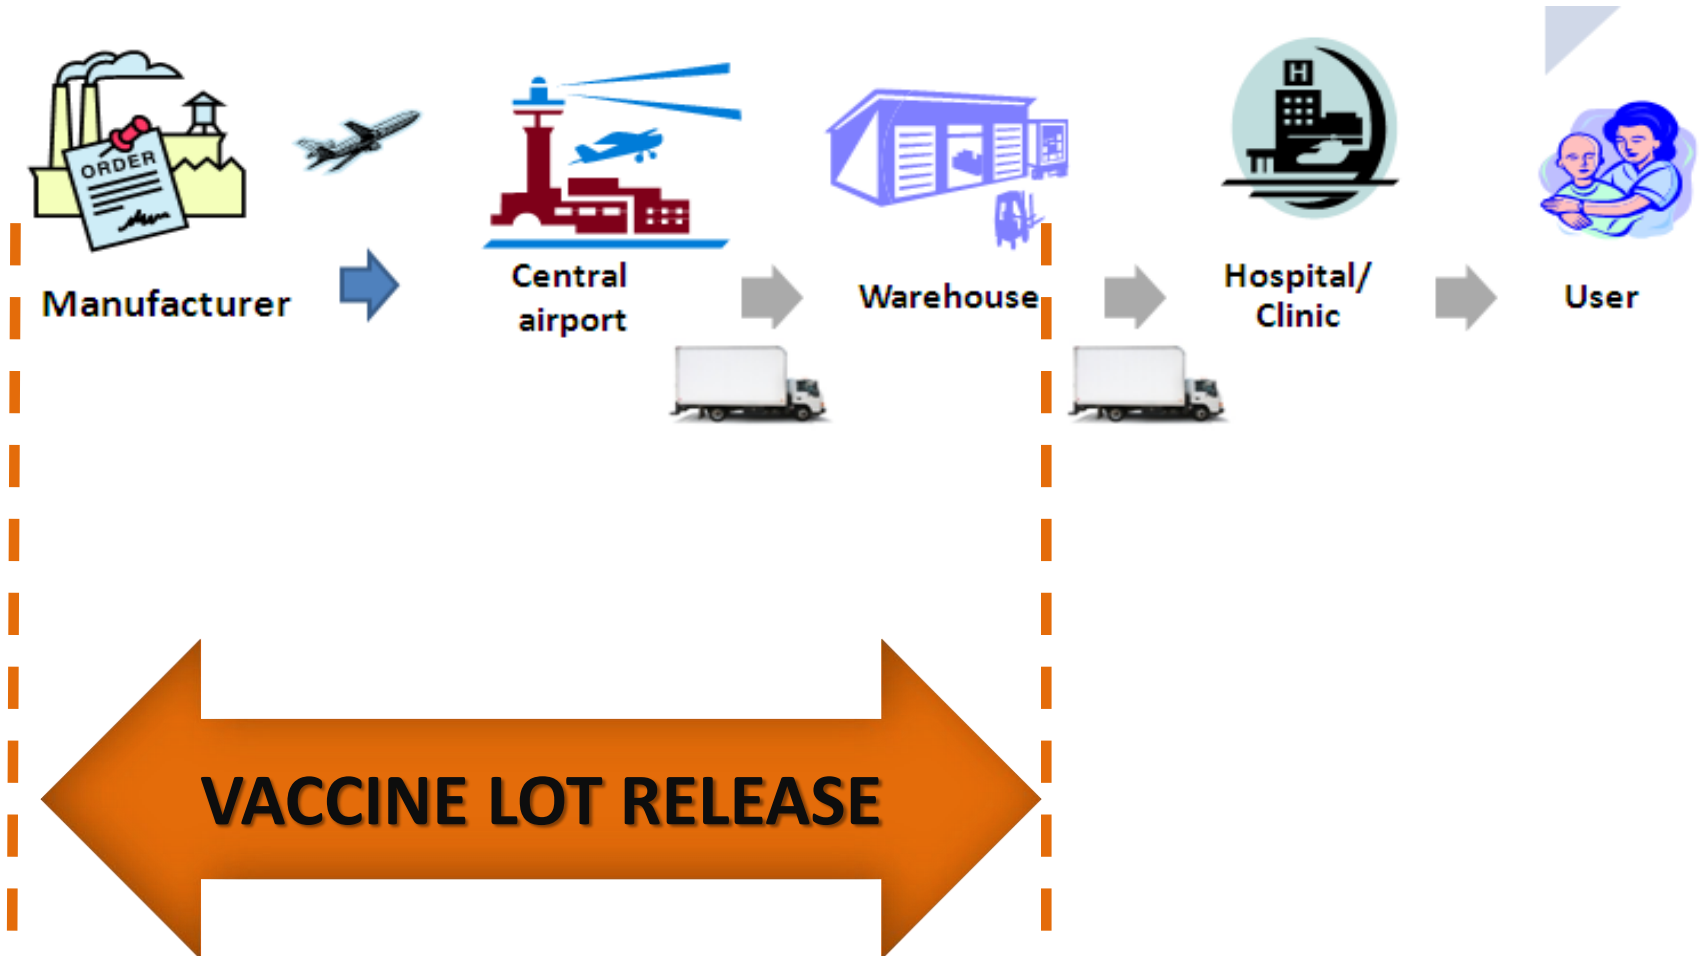 H
ORDER
Manufacturer
Central
airport
Warehouse
Hospital/
Clinic
User
VACCINE LOT RELEASE